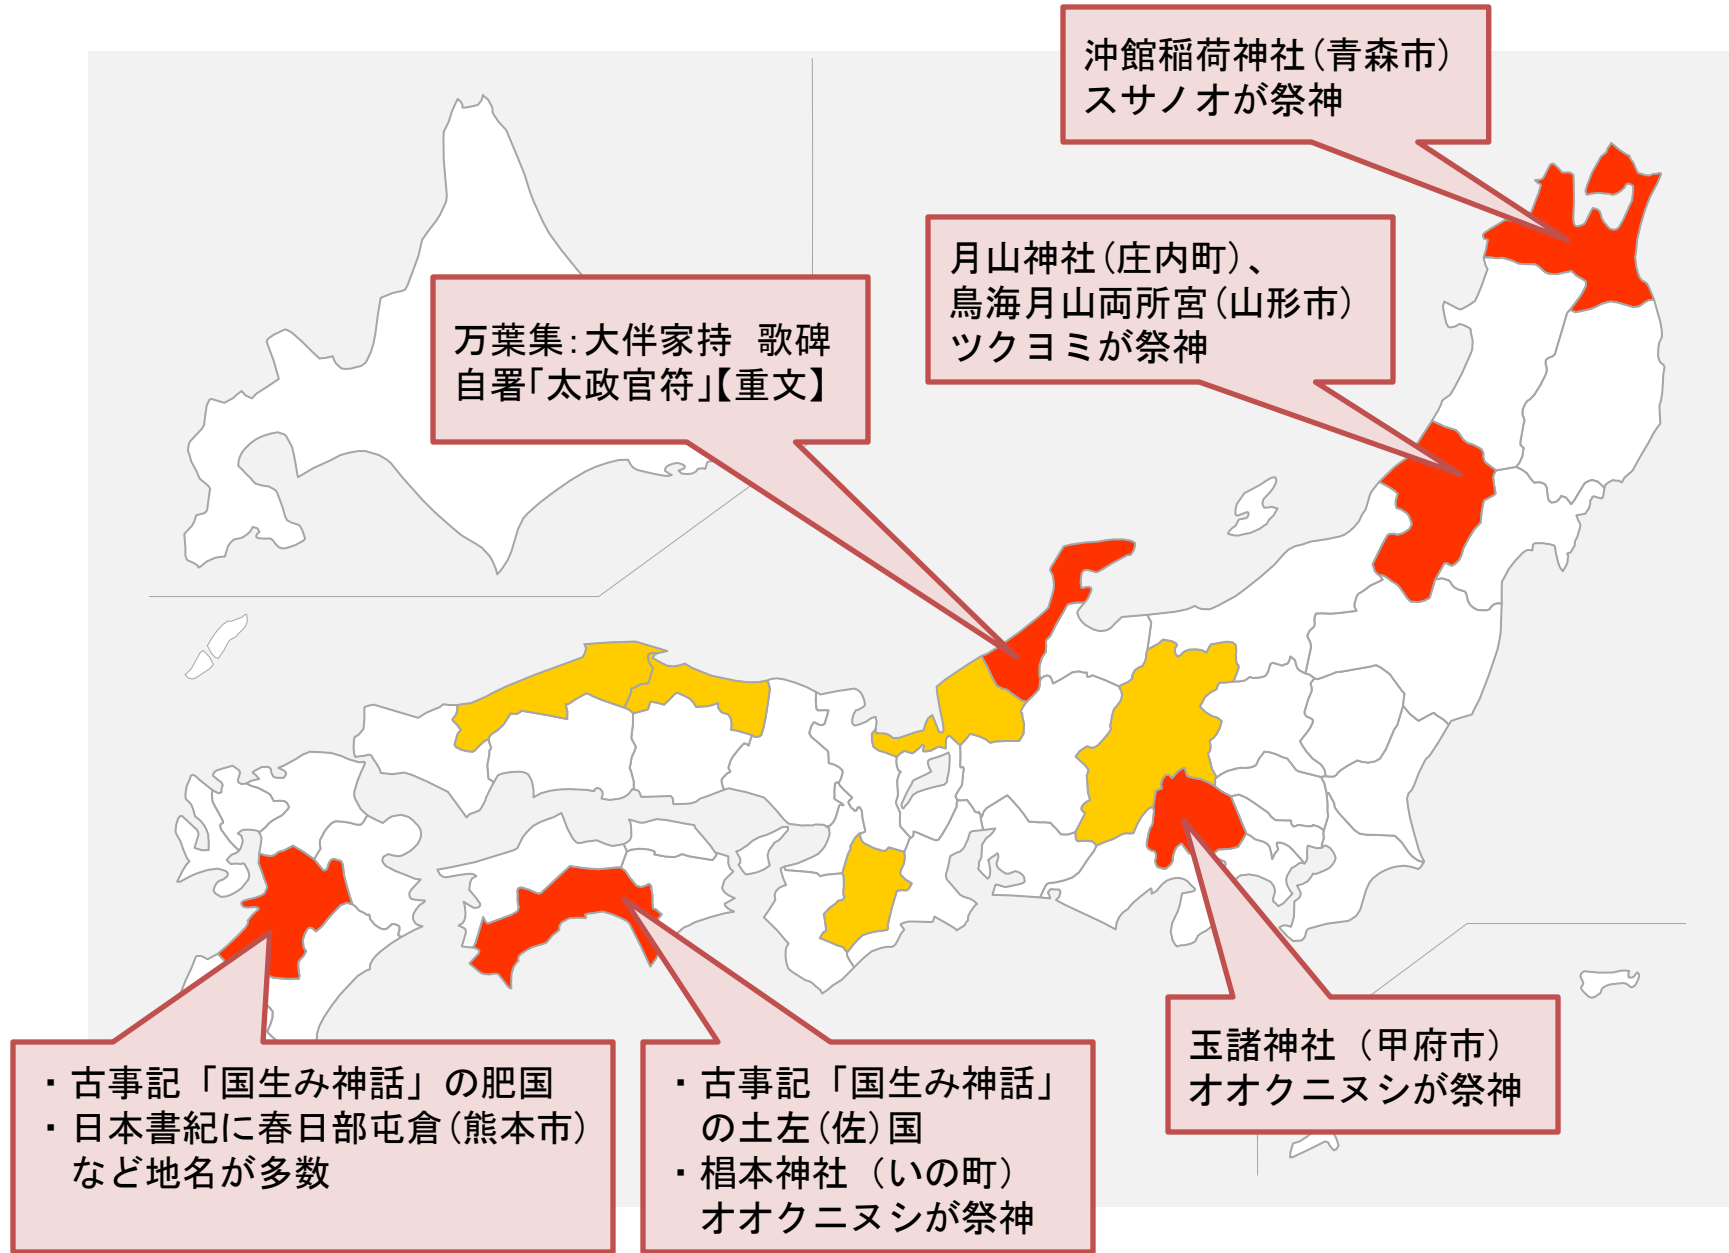 沖館稲荷神社(青森市)
スサノオが祭神
月山神社(庄内町)、
鳥海月山両所宮(山形市)
ツクヨミが祭神
万葉集:大伴家持　歌碑
自署「太政官符」【重文】
・古事記「国生み神話」の肥国
・日本書紀に春日部屯倉(熊本市)
など地名が多数
・古事記「国生み神話」
の土左(佐)国
・椙本神社（いの町）
オオクニヌシが祭神
玉諸神社（甲府市）
オオクニヌシが祭神